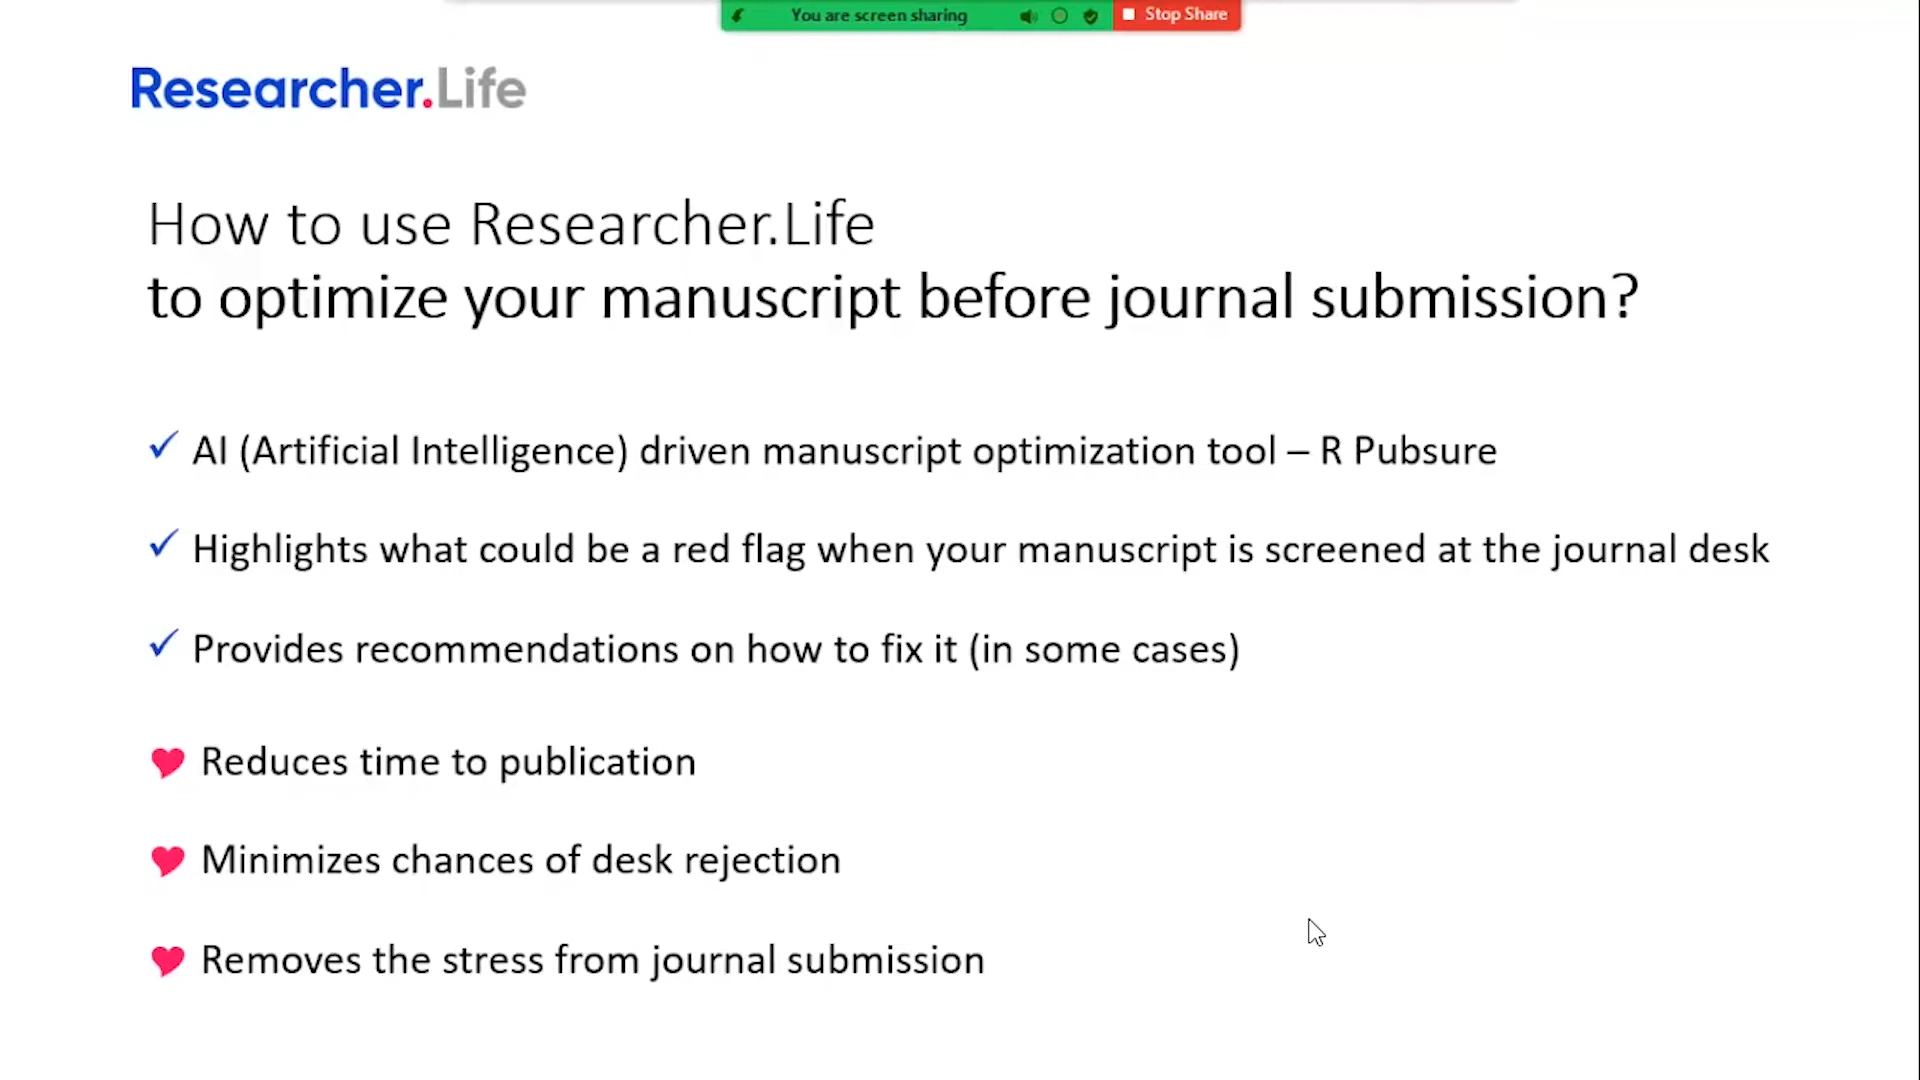 You are screen sharing
Stop Share
Researcher.Life
How to use Researcher.Life
to optimize your manuscript before journal submission?
AI (Artificial Intelligence) driven manuscript optimization tool – R Pubsure
Highlights what could be a red flag when your manuscript is screened at the journal desk
Provides recommendations on how to fix it (in some cases)
Reduces time to publication
Minimizes chances of desk rejection
Removes the stress from journal submission